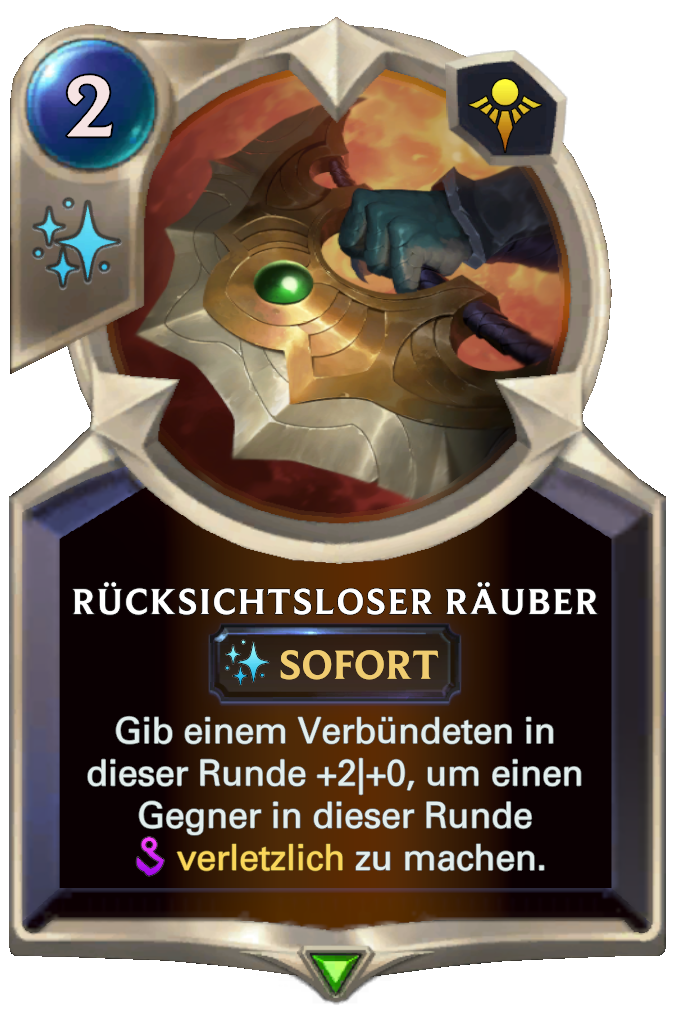 2
RÜCKSICHTSLOSER RÄUBER
SOFORT
Gib einem Verbündeten in
dieser Runde +2|+0, um einen
Gegner in dieser Runde
verletzlich zu machen.